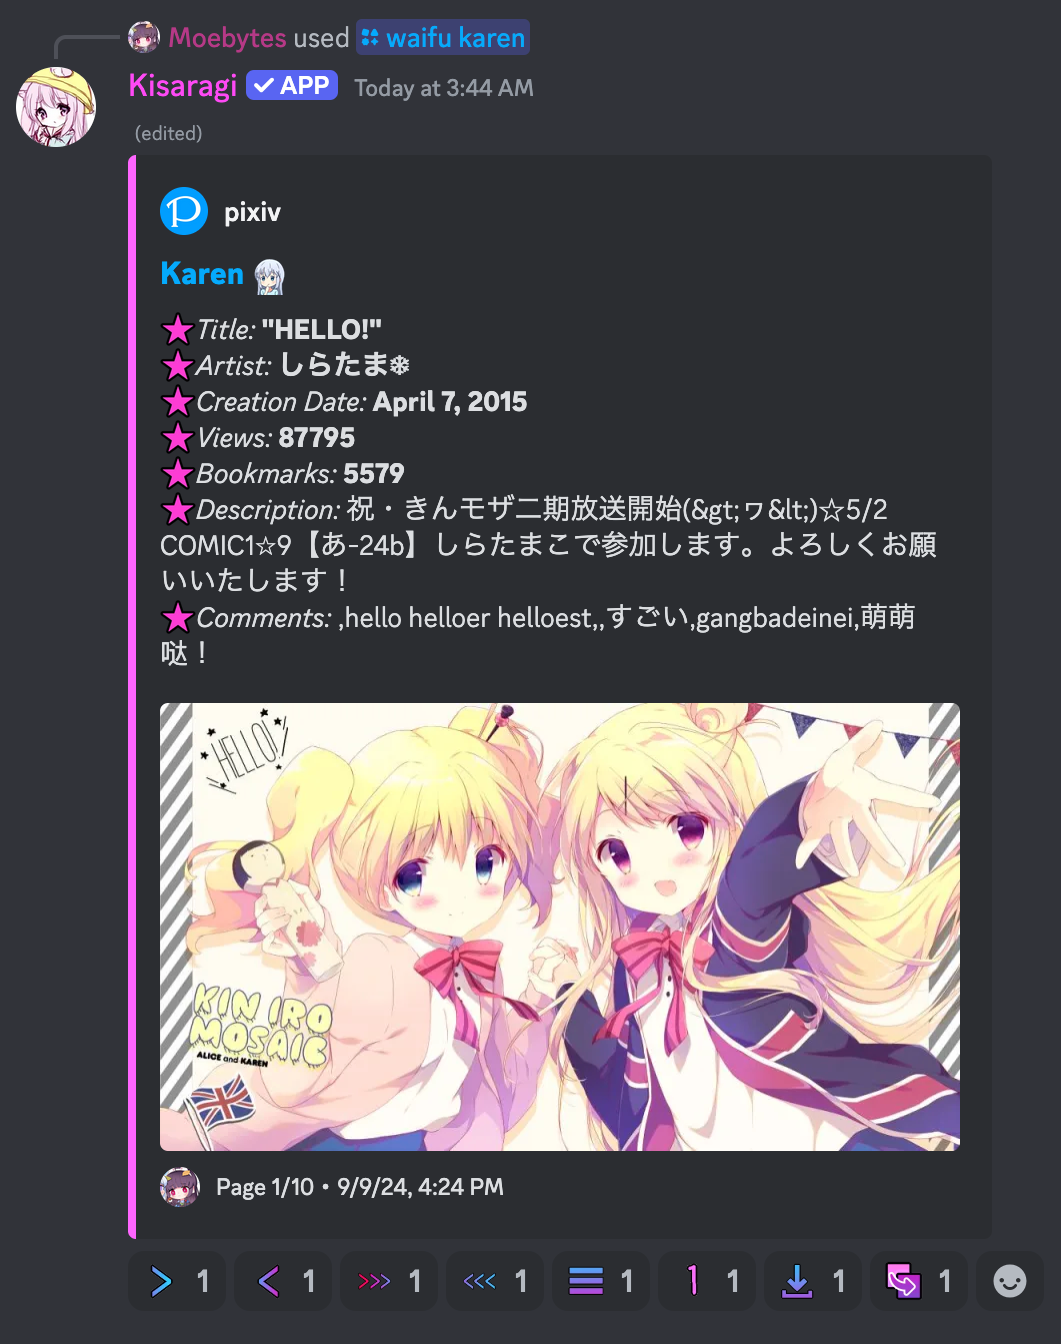 Moebytes used waifu karen
Kisaragi APP Today at 3:44 AM
(edited)
pixiv
Karen
Title: "HELLO!"
Artist: しらたま❄
Creation Date: April 7, 2015
Views: 87795
Bookmarks: 5579
Description: 祝・きんモザ二期放送開始(&gt;ヮ&lt;)☆5/2
COMIC1☆9【あ-24b】しらたまこで参加します。よろしくお願
いいたします！
Comments: ,hello helloer helloest,,すごい,gangbadeinei,萌萌
哒！
HELLO!
KIN IRO
MOSAIC
ALICE and KAREN
Page 1/10 • 9/9/24, 4:24 PM
1 1 1 1 1 1 1 1 1